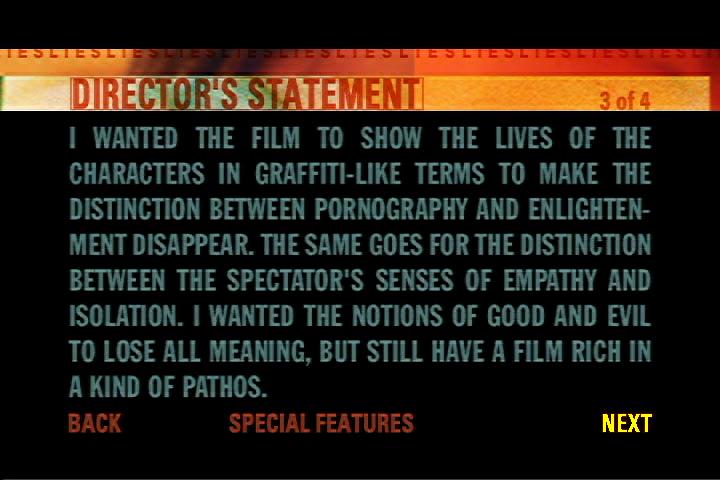 LIESLIESLIESLIESLIESLIESLIESLIESLIESLIESLIES
DIRECTOR'S STATEMENT
3 of 4
I WANTED THE FILM TO SHOW THE LIVES OF THE
CHARACTERS IN GRAFFITI-LIKE TERMS TO MAKE THE
DISTINCTION BETWEEN PORNOGRAPHY AND ENLIGHTEN-
MENT DISAPPEAR. THE SAME GOES FOR THE DISTINCTION
BETWEEN THE SPECTATOR'S SENSES OF EMPATHY AND
ISOLATION. I WANTED THE NOTIONS OF GOOD AND EVIL
TO LOSE ALL MEANING, BUT STILL HAVE A FILM RICH IN
A KIND OF PATHOS.
BACK SPECIAL FEATURES NEXT